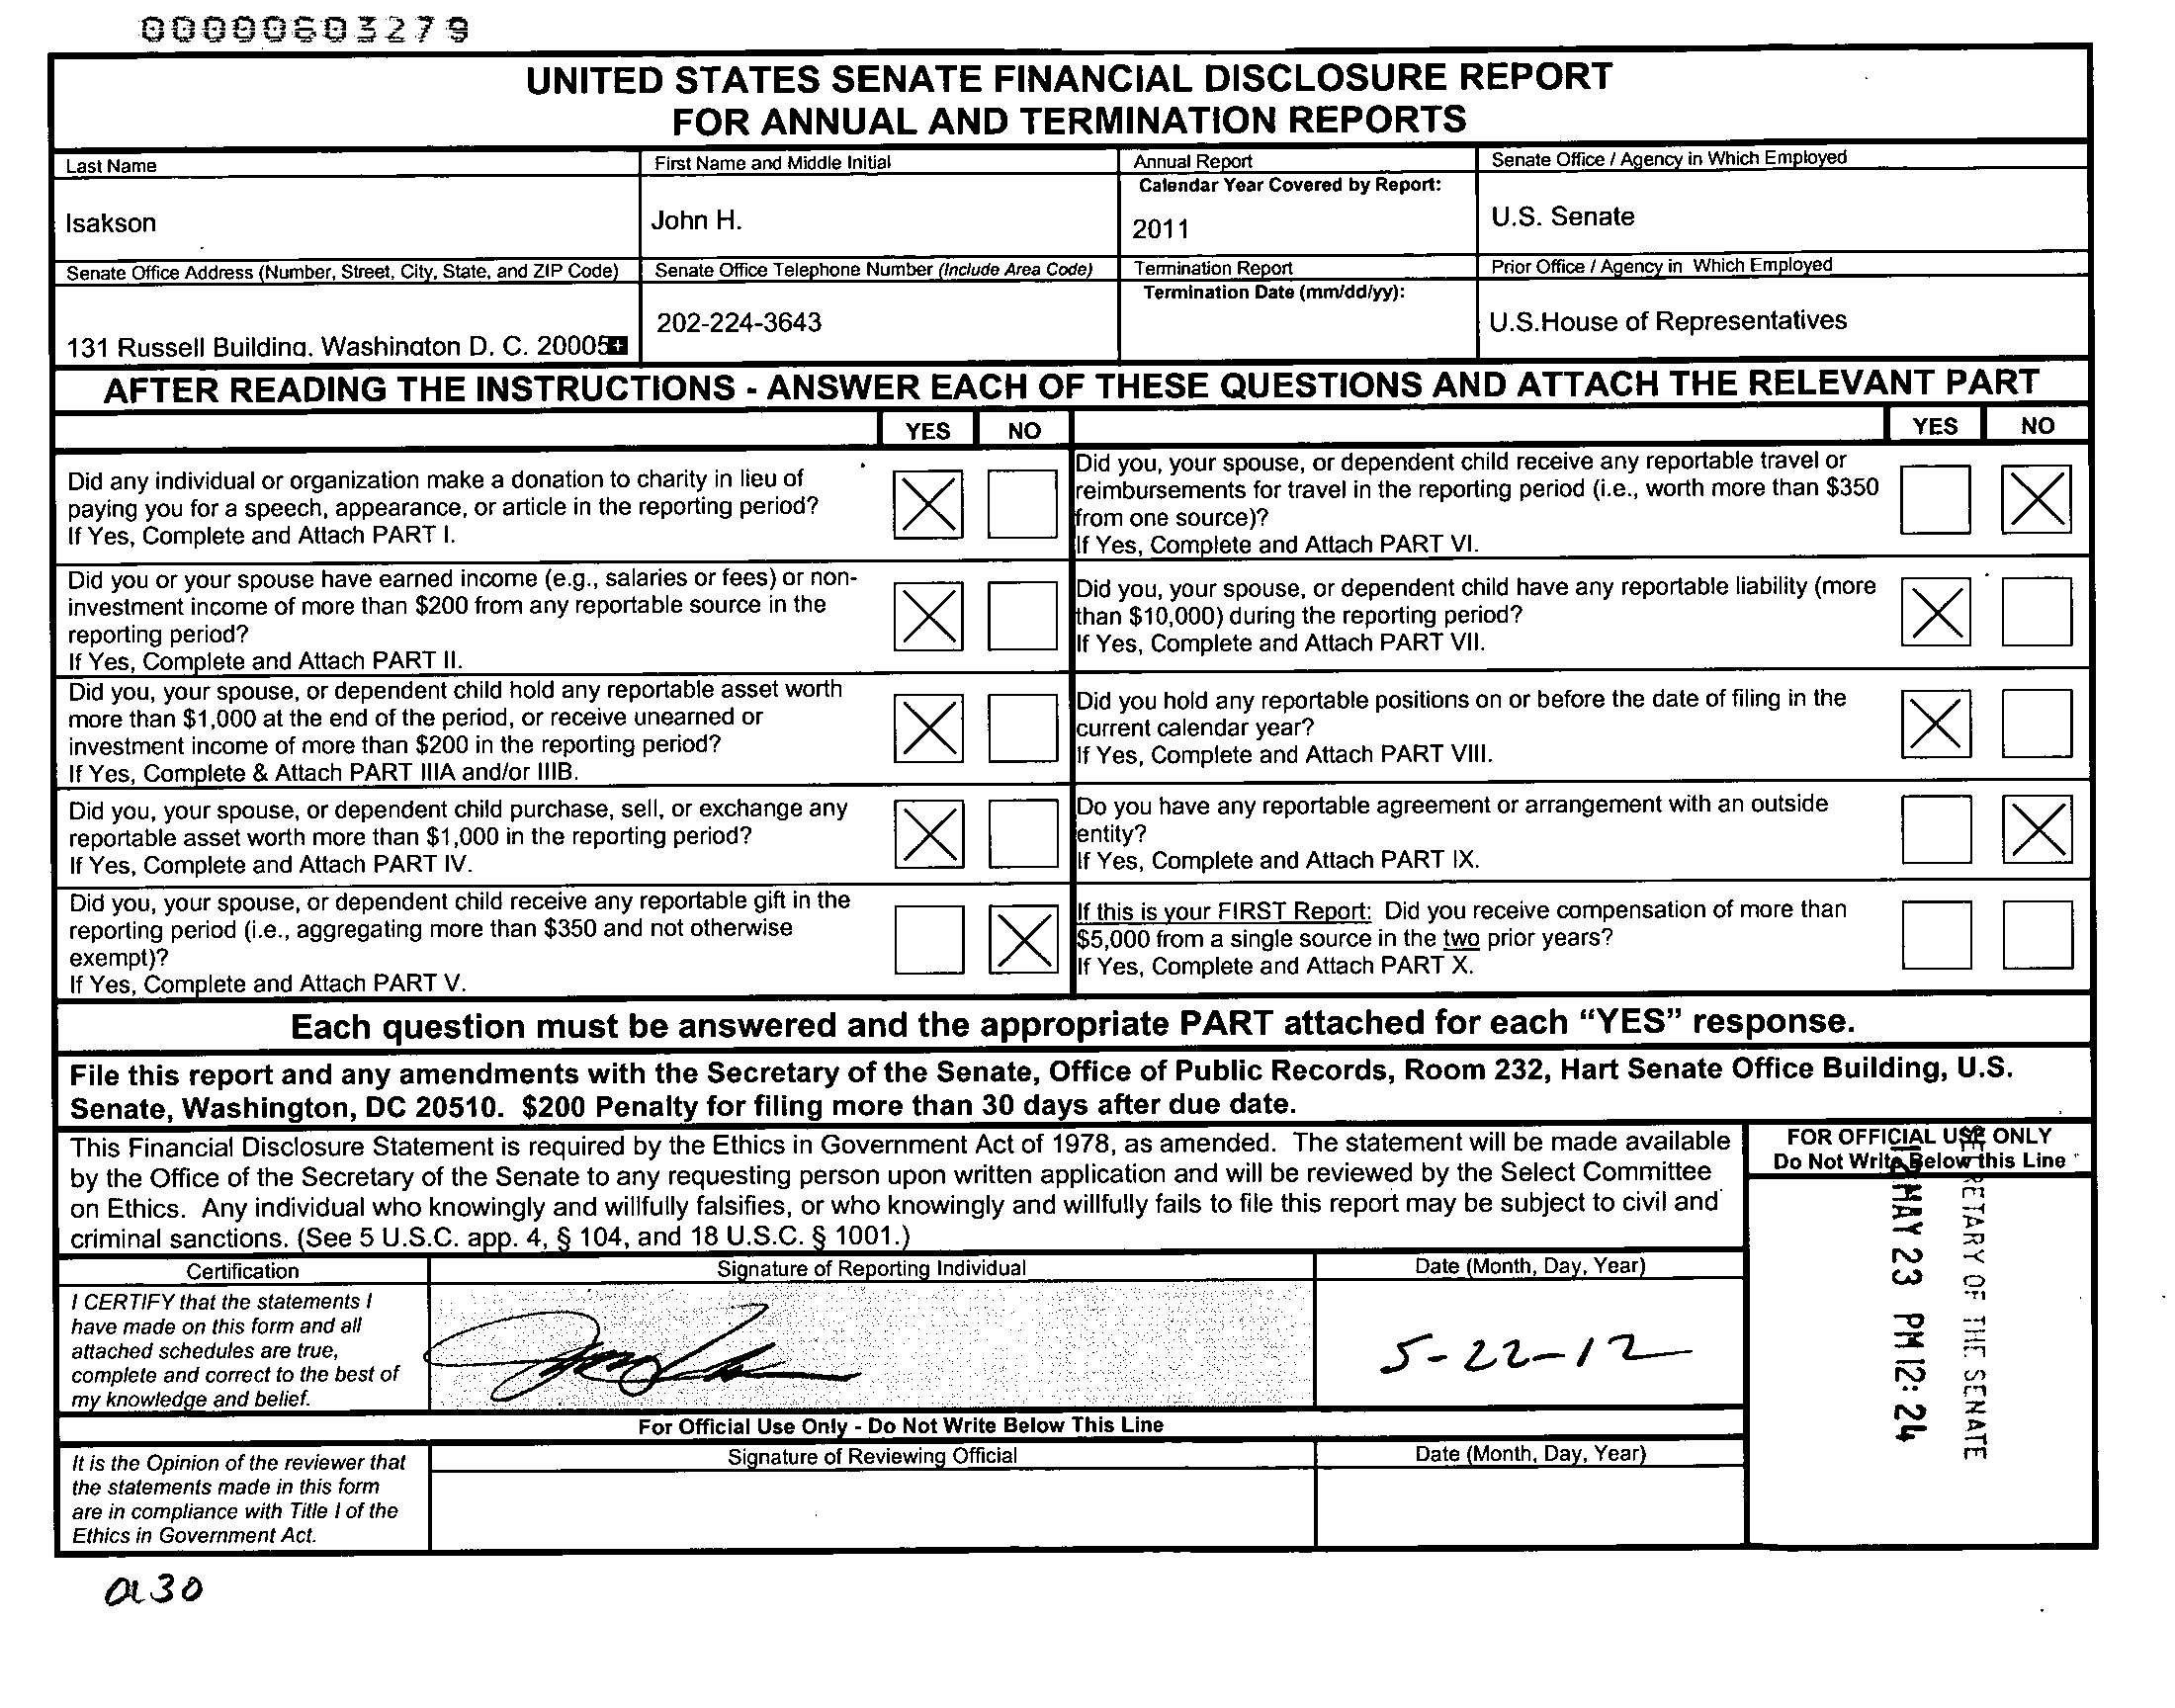 00000603279
UNITED STATES SENATE FINANCIAL DISCLOSURE REPORT
FOR ANNUAL AND TERMINATION REPORTS
Last Name
First Name and Middle Initial
Annual Report
Senate Office / Agency in Which Employed
Calendar Year Covered by Report:
Isakson
John H.
2011
U.S. Senate
Senate Office Address (Number, Street, City, State, and ZIP Code)
Senate Office Telephone Number (Include Area Code)
Termination Report
Prior Office / Agency in Which Employed
Termination Date (mm/dd/yy):
131 Russell Building, Washington D. C. 20005
202-224-3643
U.S.House of Representatives
AFTER READING THE INSTRUCTIONS - ANSWER EACH OF THESE QUESTIONS AND ATTACH THE RELEVANT PART
YES NO
YES NO
Did any individual or organization make a donation to charity in lieu of
paying you for a speech, appearance, or article in the reporting period?
If Yes, Complete and Attach PART I.
Did you, your spouse, or dependent child receive any reportable travel or
reimbursements for travel in the reporting period (i.e., worth more than $350
from one source)?
If Yes, Complete and Attach PART VI.
Did you or your spouse have earned income (e.g., salaries or fees) or non-
investment income of more than $200 from any reportable source in the
reporting period?
If Yes, Complete and Attach PART II.
Did you, your spouse, or dependent child have any reportable liability (more
than $10,000) during the reporting period?
If Yes, Complete and Attach PART VII.
Did you, your spouse, or dependent child hold any reportable asset worth
more than $1,000 at the end of the period, or receive unearned or
investment income of more than $200 in the reporting period?
If Yes, Complete & Attach PART IIIA and/or IIIB.
Did you hold any reportable positions on or before the date of filing in the
current calendar year?
If Yes, Complete and Attach PART VIII.
Did you, your spouse, or dependent child purchase, sell, or exchange any
reportable asset worth more than $1,000 in the reporting period?
If Yes, Complete and Attach PART IV.
Do you have any reportable agreement or arrangement with an outside
entity?
If Yes, Complete and Attach PART IX.
Did you, your spouse, or dependent child receive any reportable gift in the
reporting period (i.e., aggregating more than $350 and not otherwise
exempt)?
If Yes, Complete and Attach PART V.
If this is your FIRST Report: Did you receive compensation of more than
$5,000 from a single source in the two prior years?
If Yes, Complete and Attach PART X.
Each question must be answered and the appropriate PART attached for each “YES” response.
File this report and any amendments with the Secretary of the Senate, Office of Public Records, Room 232, Hart Senate Office Building, U.S.
Senate, Washington, DC 20510. $200 Penalty for filing more than 30 days after due date.
This Financial Disclosure Statement is required by the Ethics in Government Act of 1978, as amended. The statement will be made available
by the Office of the Secretary of the Senate to any requesting person upon written application and will be reviewed by the Select Committee
on Ethics. Any individual who knowingly and willfully falsifies, or who knowingly and willfully fails to file this report may be subject to civil and
criminal sanctions. (See 5 U.S.C. app. 4, § 104, and 18 U.S.C. § 1001.)
FOR OFFICIAL USE ONLY
Do Not Write Below this Line
SECRETARY OF THE SENATE
12 MAY 23 PM 12: 24
Certification
Signature of Reporting Individual
Date (Month, Day, Year)
I CERTIFY that the statements I
have made on this form and all
attached schedules are true,
complete and correct to the best of
my knowledge and belief.
5-22-12
For Official Use Only - Do Not Write Below This Line
It is the Opinion of the reviewer that
the statements made in this form
are in compliance with Title I of the
Ethics in Government Act.
Signature of Reviewing Official
Date (Month, Day, Year)